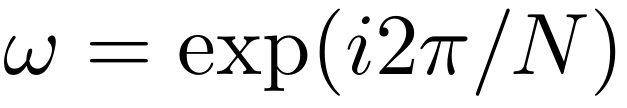 ω = exp(i2π/N)